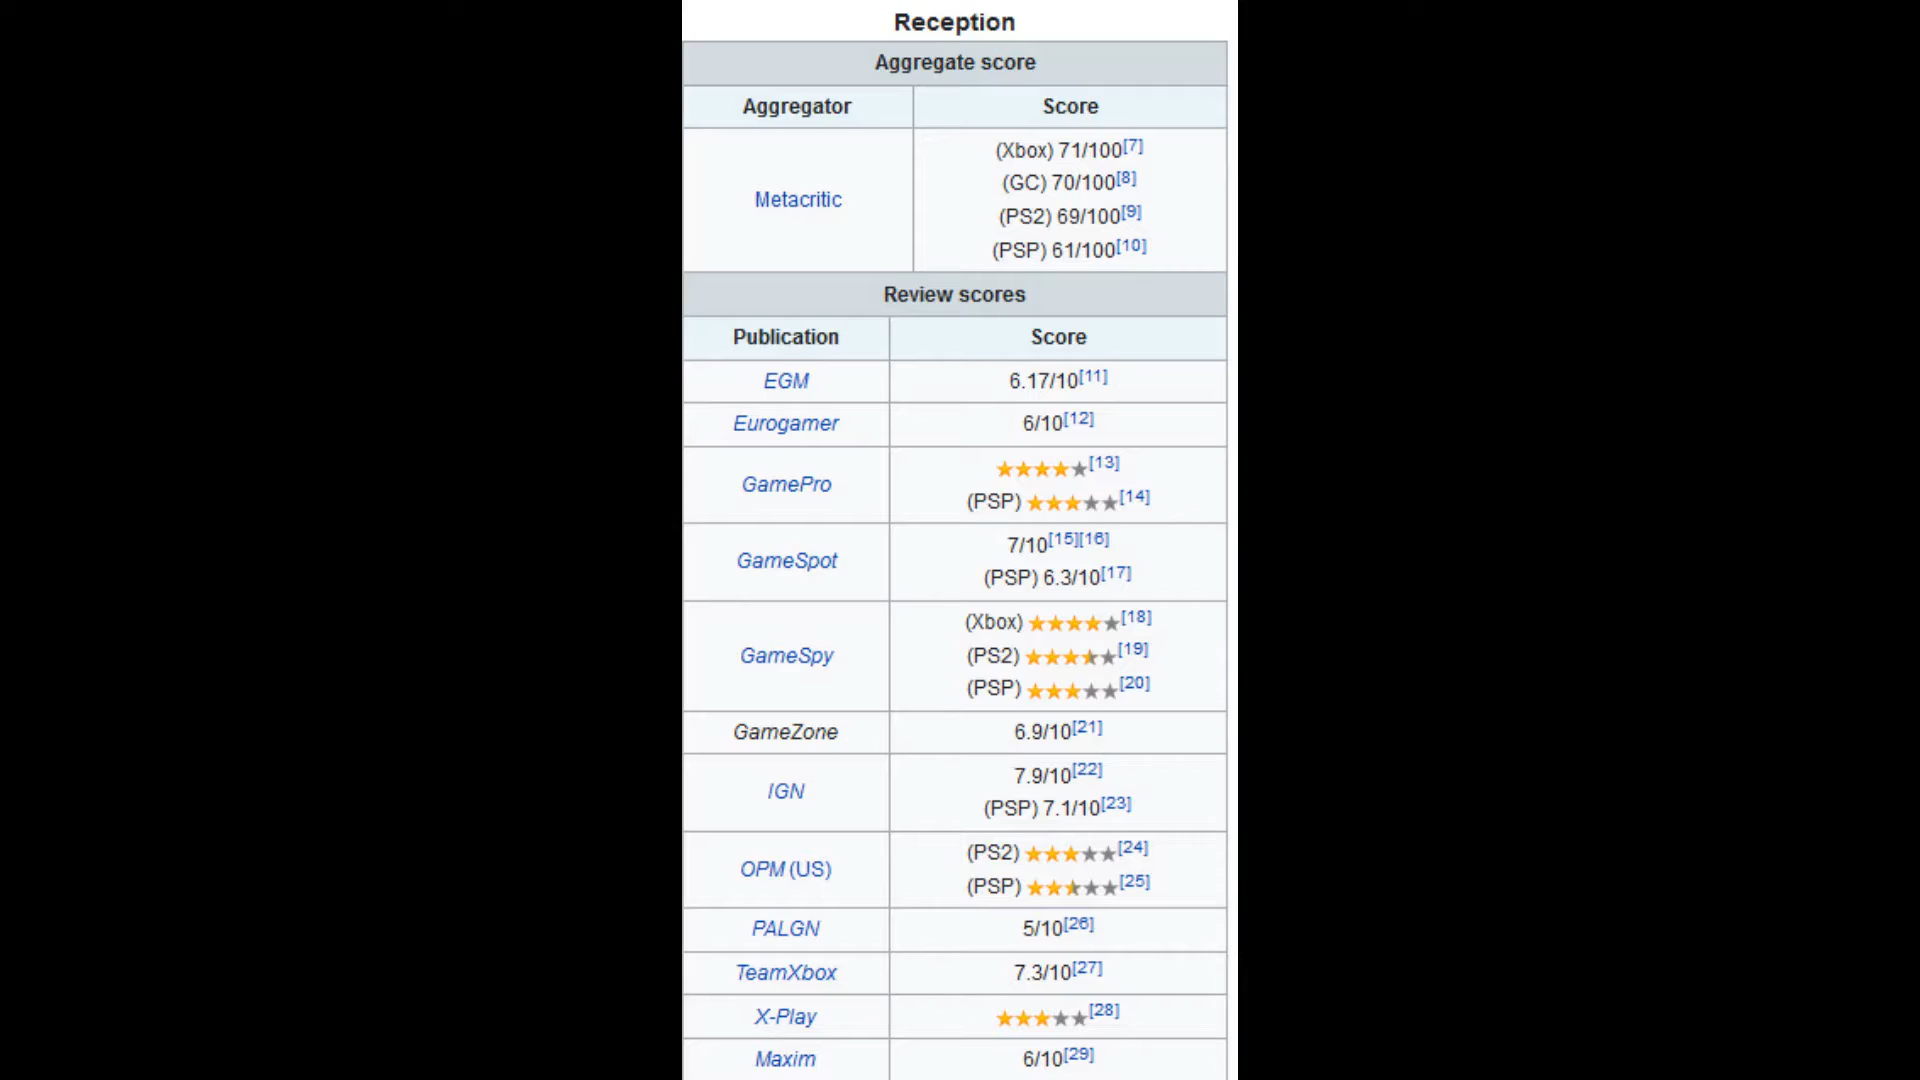 Reception
Aggregate score
Aggregator Score
Metacritic
(Xbox) 71/100[7]
(GC) 70/100[8]
(PS2) 69/100[9]
(PSP) 61/100[10]
Review scores
Publication Score
EGM 6.17/10[11]
Eurogamer 6/10[12]
GamePro
★★★★★[13]
(PSP) ★★★★★[14]
GameSpot
7/10[15][16]
(PSP) 6.3/10[17]
GameSpy
(Xbox) ★★★★★[18]
(PS2) ★★★★★[19]
(PSP) ★★★★★[20]
GameZone 6.9/10[21]
IGN
7.9/10[22]
(PSP) 7.1/10[23]
OPM (US)
(PS2) ★★★★★[24]
(PSP) ★★★★★[25]
PALGN 5/10[26]
TeamXbox 7.3/10[27]
X-Play ★★★★★[28]
Maxim 6/10[29]